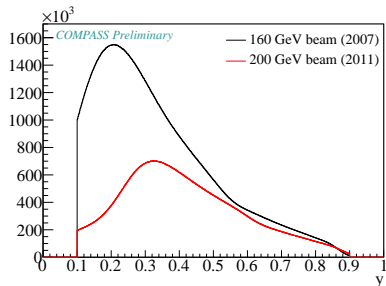 ×10³
COMPASS Preliminary
160 GeV beam (2007)
200 GeV beam (2011)
1600
1400
1200
1000
800
600
400
200
0
0 0.1 0.2 0.3 0.4 0.5 0.6 0.7 0.8 0.9 1
y